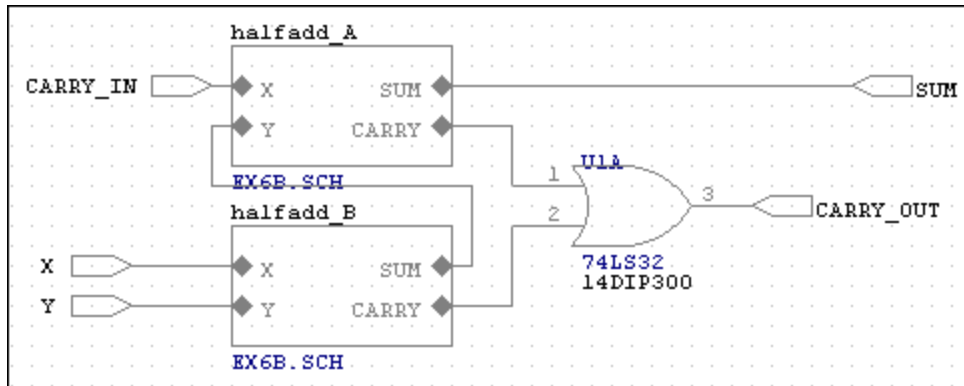 halfadd_A
CARRY_IN
X
SUM
SUM
Y
CARRY
U1A
1
EX6B.SCH
3
halfadd_B
2
CARRY_OUT
X
X
SUM
74LS32
14DIP300
Y
Y
CARRY
EX6B.SCH